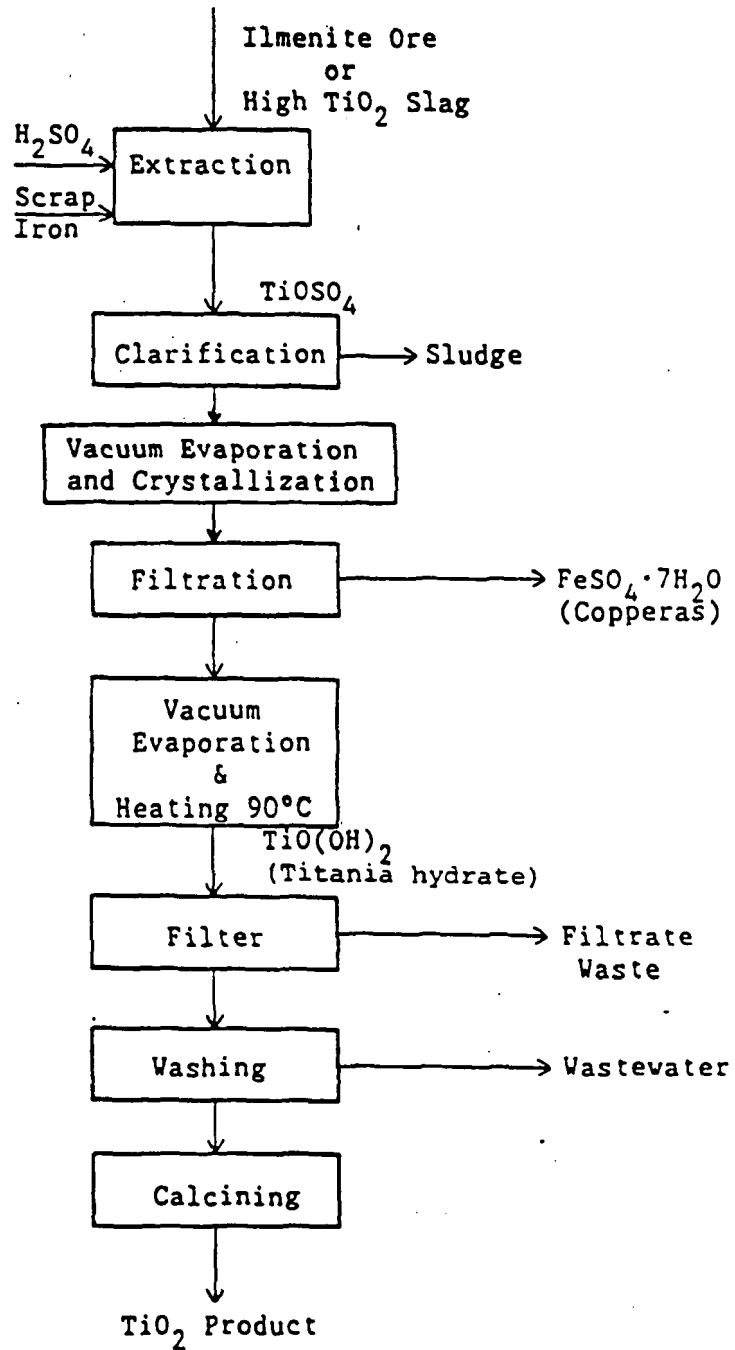 Ilmenite Ore
or
High TiO₂ Slag
H₂SO₄
Scrap
Iron
Extraction
TiOSO₄
Clarification
Sludge
Vacuum Evaporation
and Crystallization
Filtration
FeSO₄·7H₂O
(Copperas)
Vacuum
Evaporation
&
Heating 90°C
TiO(OH)₂
(Titania hydrate)
Filter
Filtrate
Waste
Washing
Wastewater
Calcining
TiO₂ Product